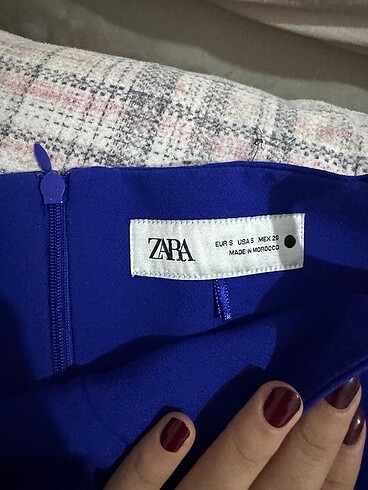 ZARA
EUR S USA S MEX 26
MADE IN MOROCCO